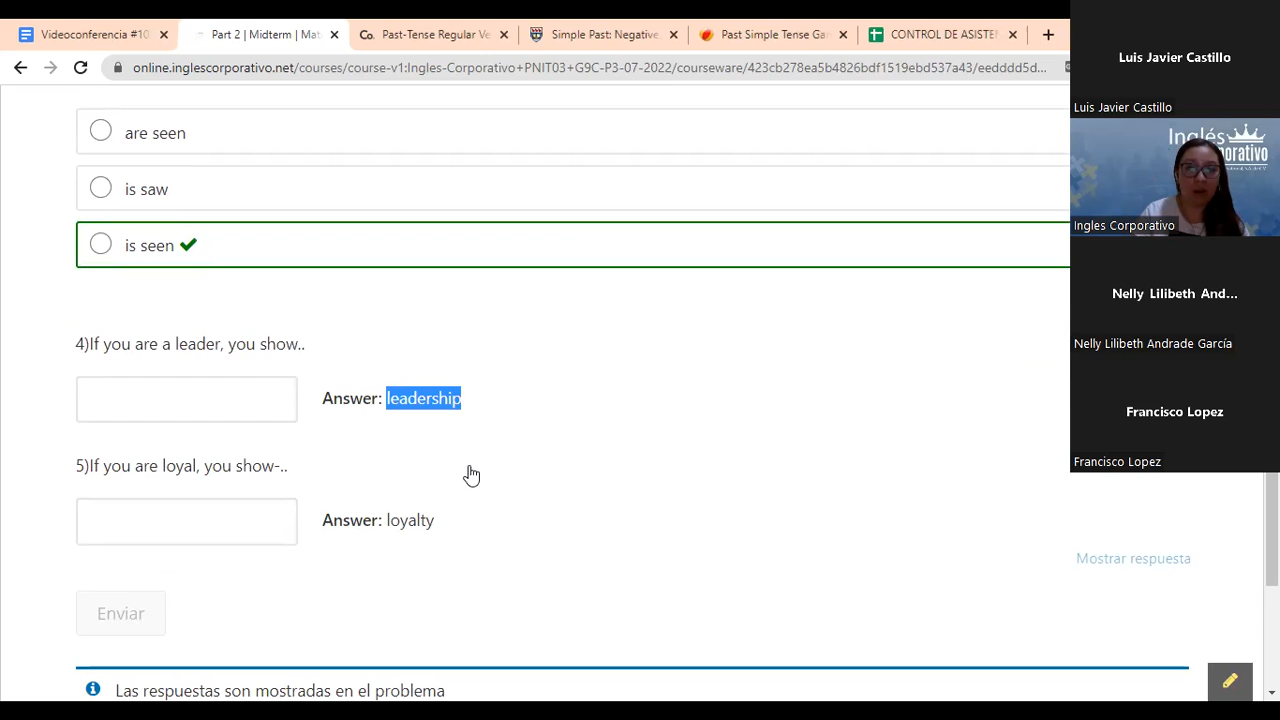 Videoconferencia #10
Part 2 | Midterm | Mat
Co. Past-Tense Regular Ve
Simple Past: Negative
Past Simple Tense Gam
CONTROL DE ASISTEN
online.inglescorporativo.net/courses/course-v1:Ingles-Corporativo+PNIT03+G9C-P3-07-2022/courseware/423cb278ea5b4826bdf1519ebd537a43/eedddd5d...
are seen
is saw
is seen
4)If you are a leader, you show..
Answer: leadership
5)If you are loyal, you show-..
Answer: loyalty
Mostrar respuesta
Enviar
Las respuestas son mostradas en el problema
Luis Javier Castillo
Luis Javier Castillo
Inglés
orporativo
Ingles Corporativo
Nelly Lilibeth And...
Nelly Lilibeth Andrade García
Francisco Lopez
Francisco Lopez